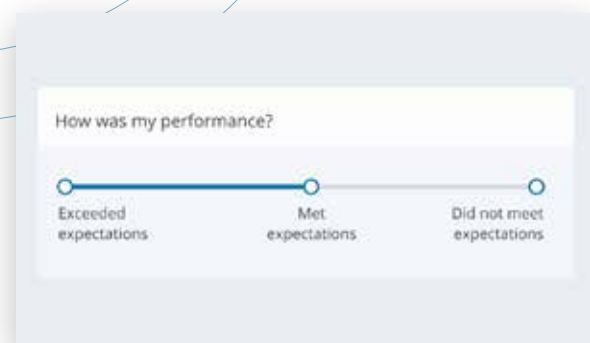 How was my performance?
Exceeded
expectations
Met
expectations
Did not meet
expectations